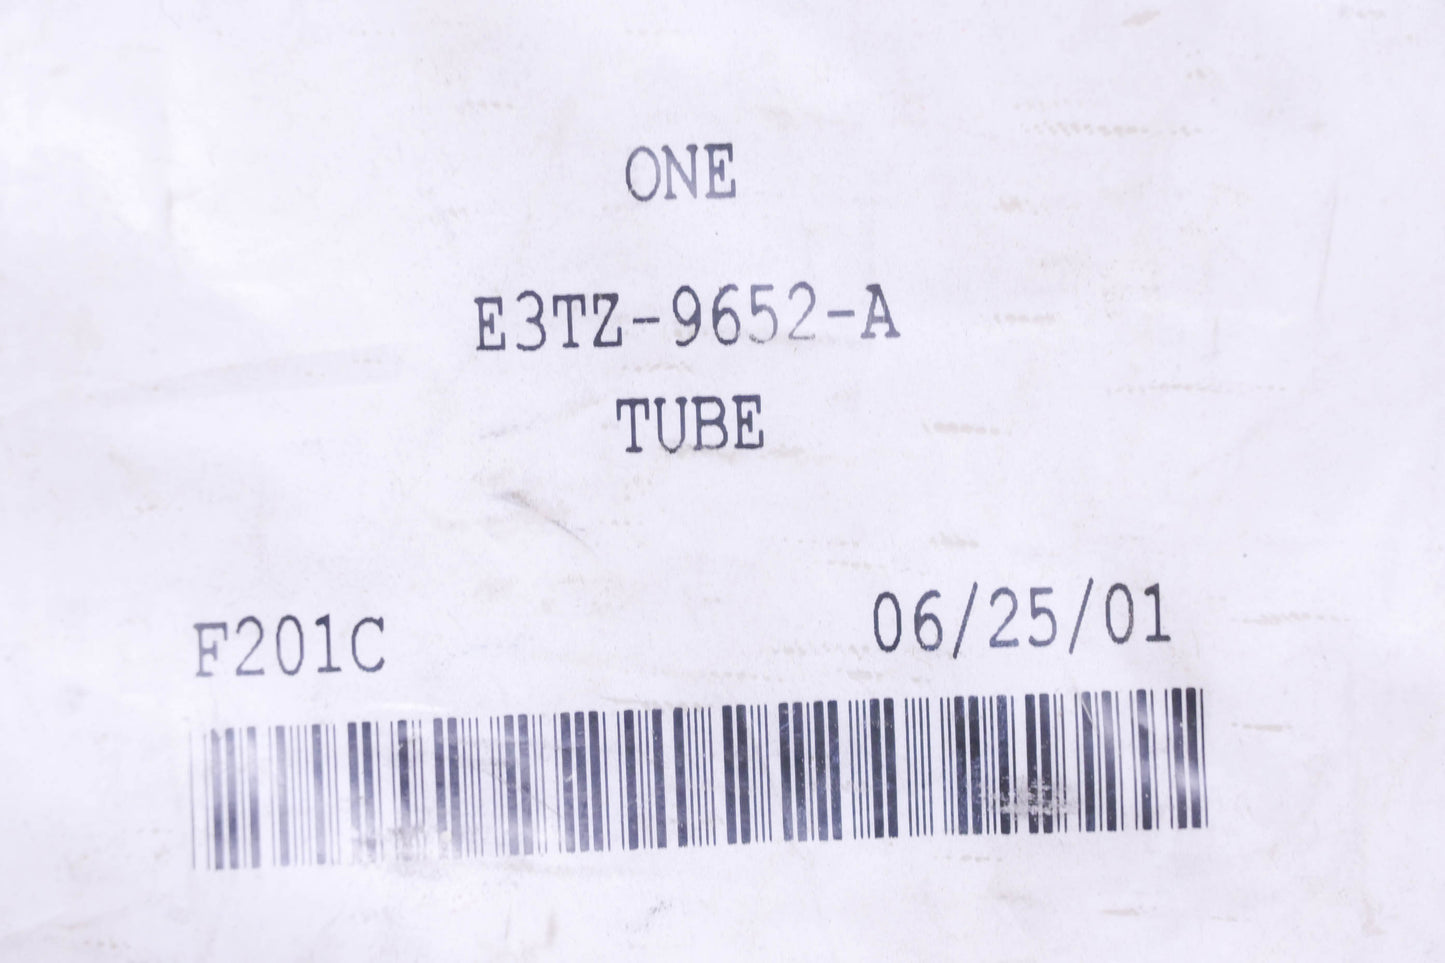 ONE
E3TZ-9652-A
TUBE
F201C 06/25/01